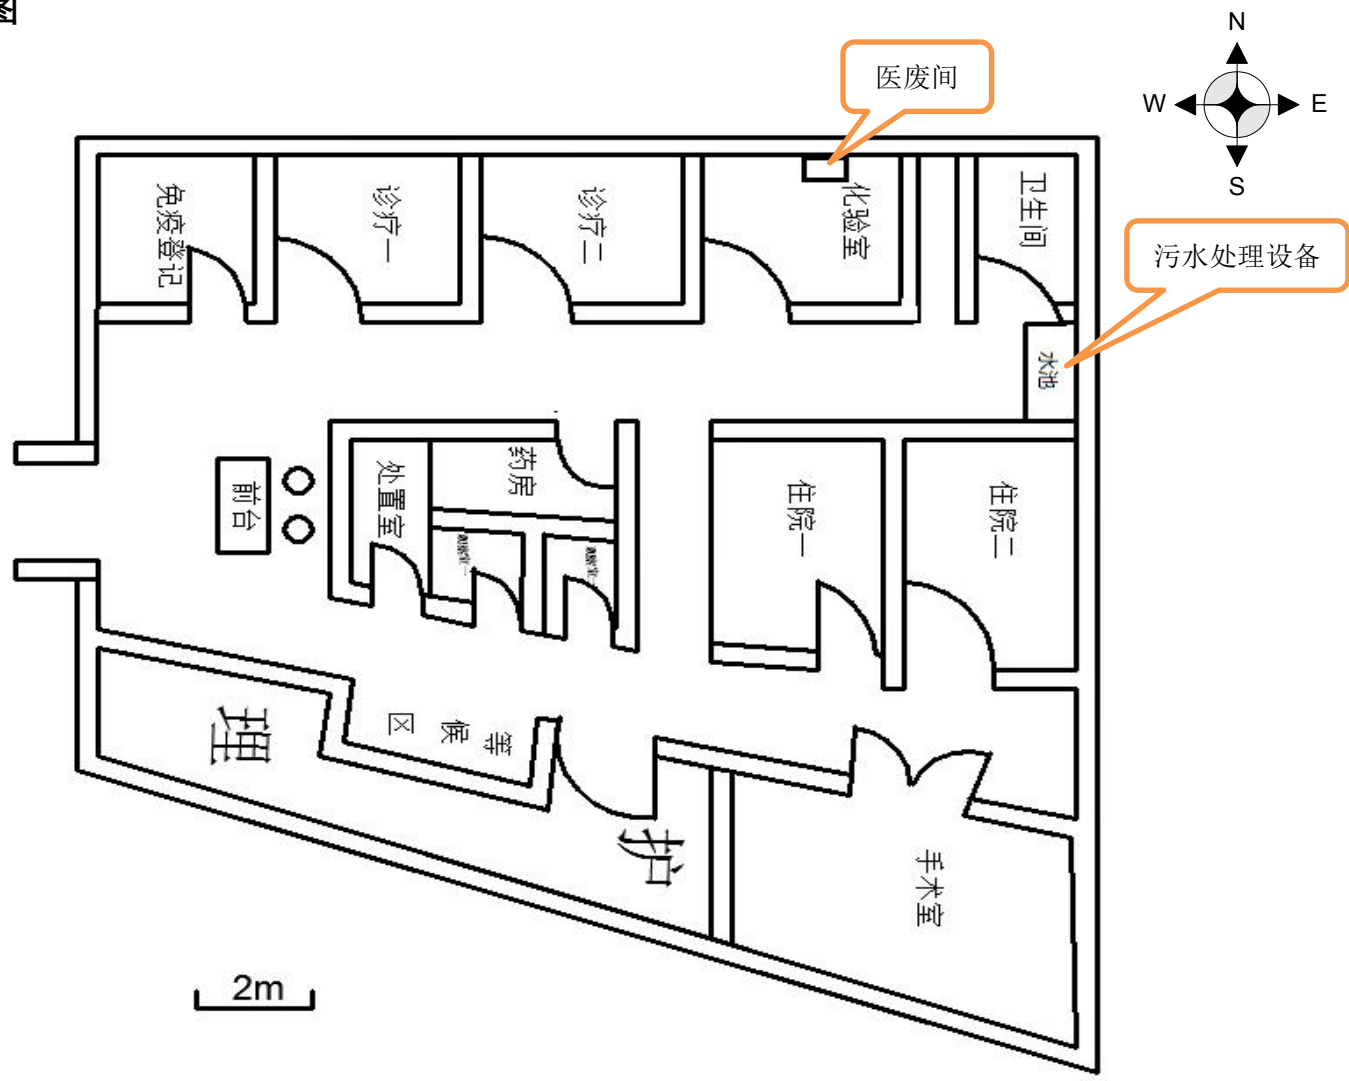 图
N
W
E
S
医废间
污水处理设备
免疫登记
诊疗一
诊疗二
化验室
卫生间
水池
前台
处置室
药房
住院一
住院二
等候区
护理
手术室
2m